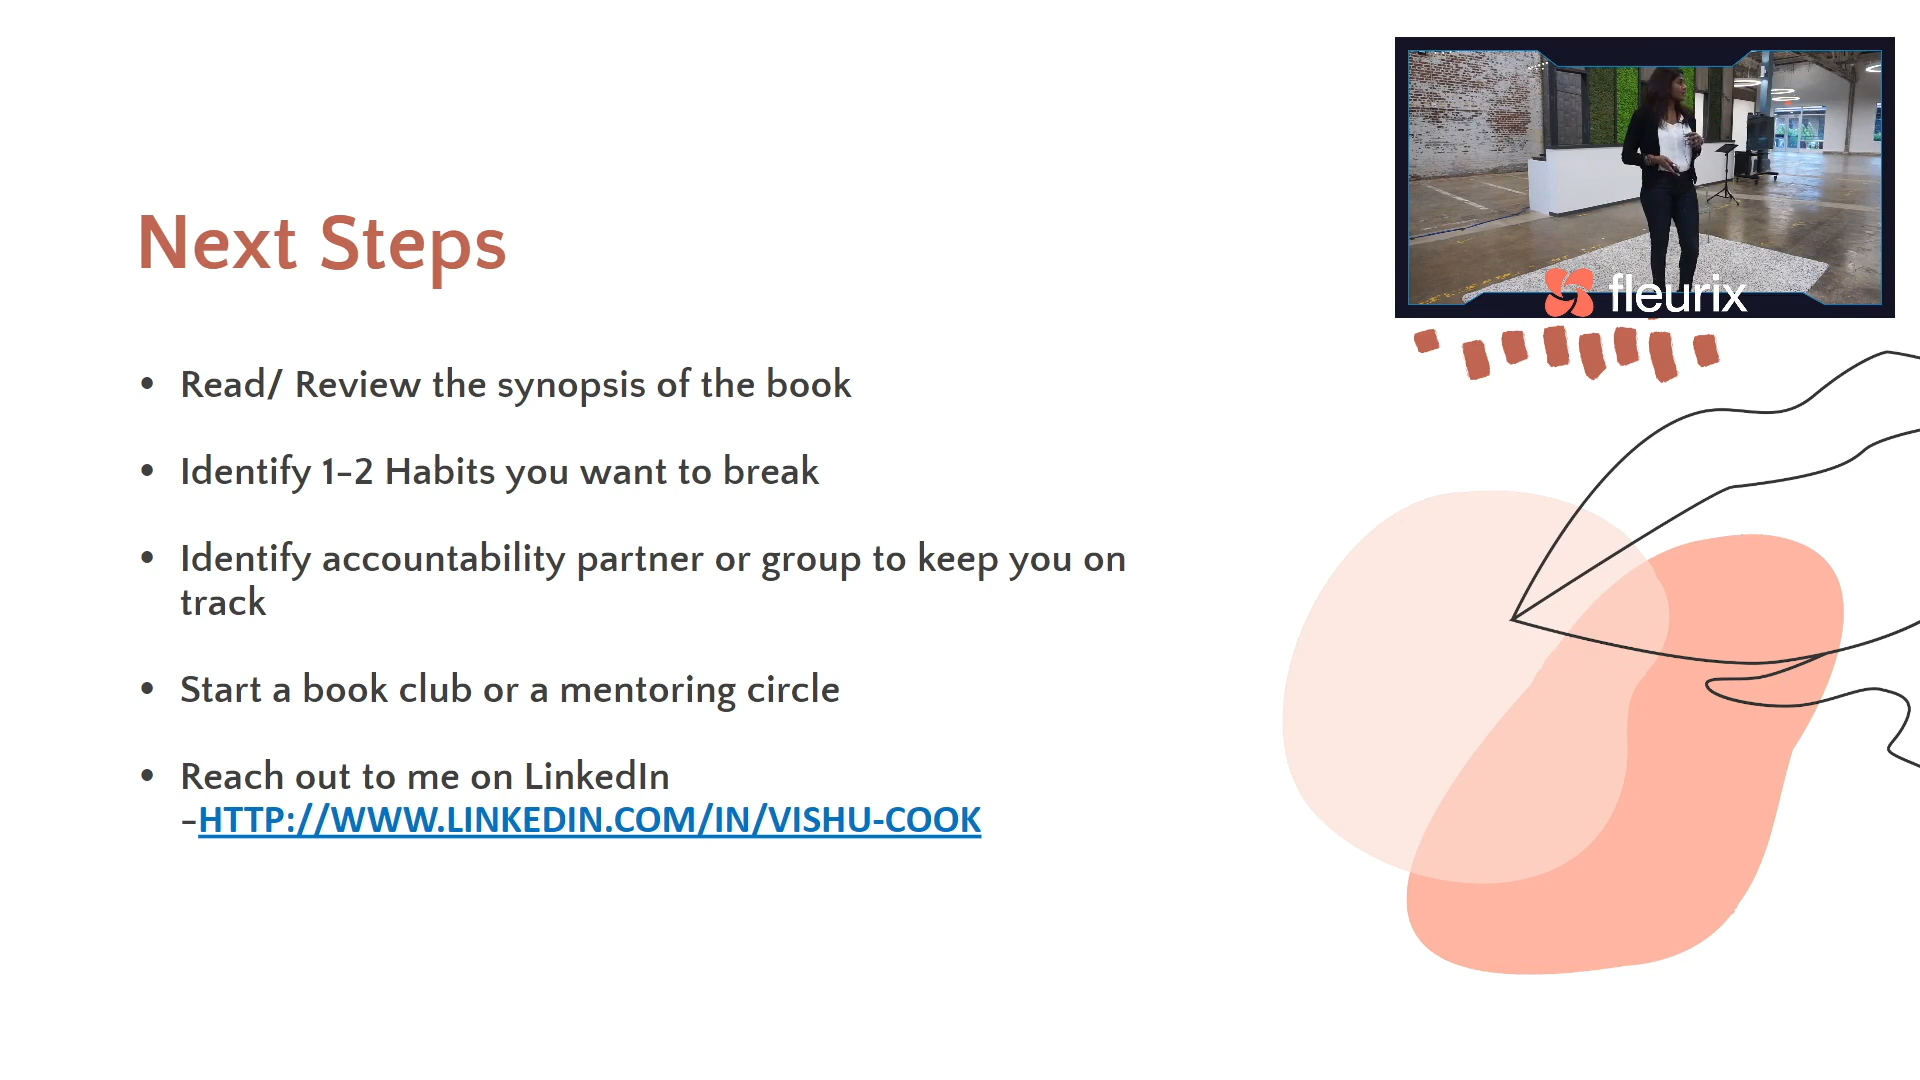 fleurix
Next Steps
• Read/ Review the synopsis of the book
• Identify 1-2 Habits you want to break
• Identify accountability partner or group to keep you on
track
• Start a book club or a mentoring circle
• Reach out to me on LinkedIn
-HTTP://WWW.LINKEDIN.COM/IN/VISHU-COOK